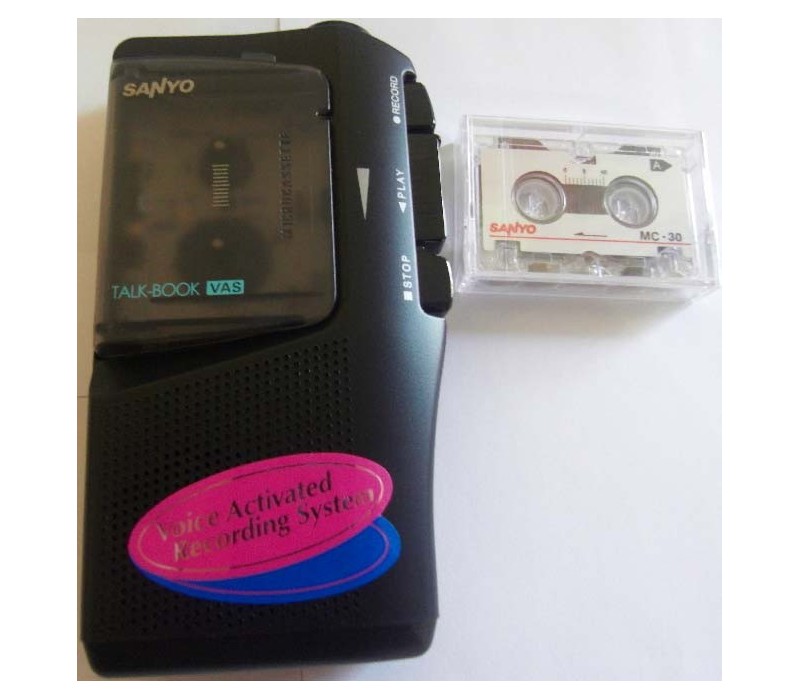 SANYO
MICROCASSETTE
TALK-BOOK VAS
● RECORD
◀ PLAY
■ STOP
Voice Activated
Recording System
A
SANYO
MC-30